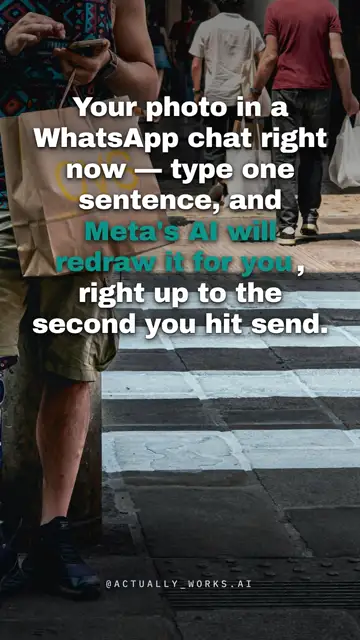 Your photo in a
WhatsApp chat right
now — type one
sentence, and
Meta's AI will
redraw it for you,
right up to the
second you hit send.
@ACTUALLY_WORKS.AI